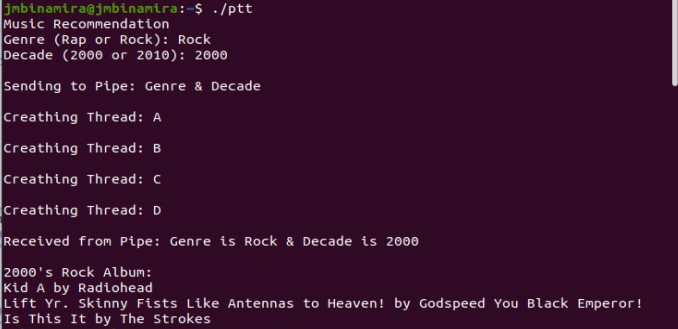 jmbinamira@jmbinamira:~$ ./ptt
Music Recommendation
Genre (Rap or Rock): Rock
Decade (2000 or 2010): 2000
Sending to Pipe: Genre & Decade
Creathing Thread: A
Creathing Thread: B
Creathing Thread: C
Creathing Thread: D
Received from Pipe: Genre is Rock & Decade is 2000
2000's Rock Album:
Kid A by Radiohead
Lift Yr. Skinny Fists Like Antennas to Heaven! by Godspeed You Black Emperor!
Is This It by The Strokes